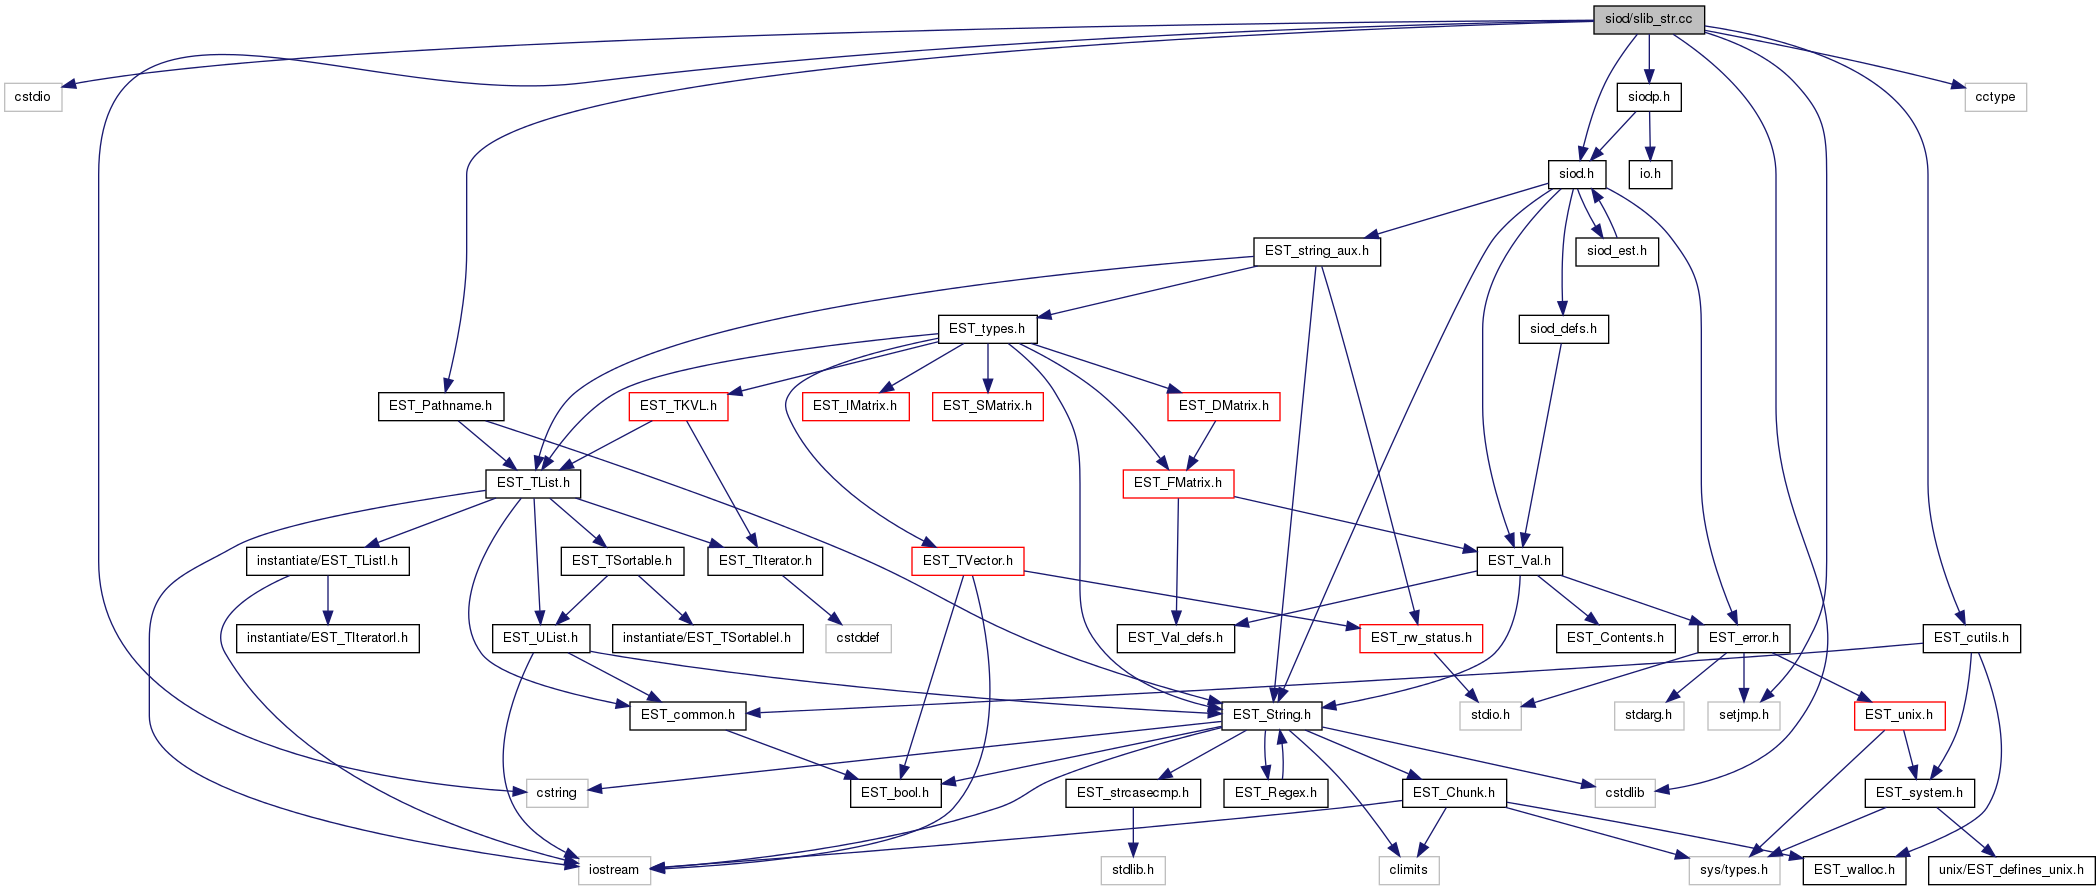 siod/slib_str.cc
cstdio
siodp.h
cctype
siod.h
io.h
EST_string_aux.h
siod_est.h
EST_types.h
siod_defs.h
EST_Pathname.h
EST_TKVL.h
EST_IMatrix.h
EST_SMatrix.h
EST_DMatrix.h
EST_TList.h
EST_FMatrix.h
instantiate/EST_TListI.h
EST_TSortable.h
EST_TIterator.h
EST_TVector.h
EST_Val.h
instantiate/EST_TIteratorI.h
EST_UList.h
instantiate/EST_TSortableI.h
cstddef
EST_Val_defs.h
EST_rw_status.h
EST_Contents.h
EST_error.h
EST_cutils.h
EST_common.h
EST_String.h
stdio.h
stdarg.h
setjmp.h
EST_unix.h
cstring
EST_bool.h
EST_strcasecmp.h
EST_Regex.h
EST_Chunk.h
cstdlib
EST_system.h
iostream
stdlib.h
climits
sys/types.h
EST_walloc.h
unix/EST_defines_unix.h